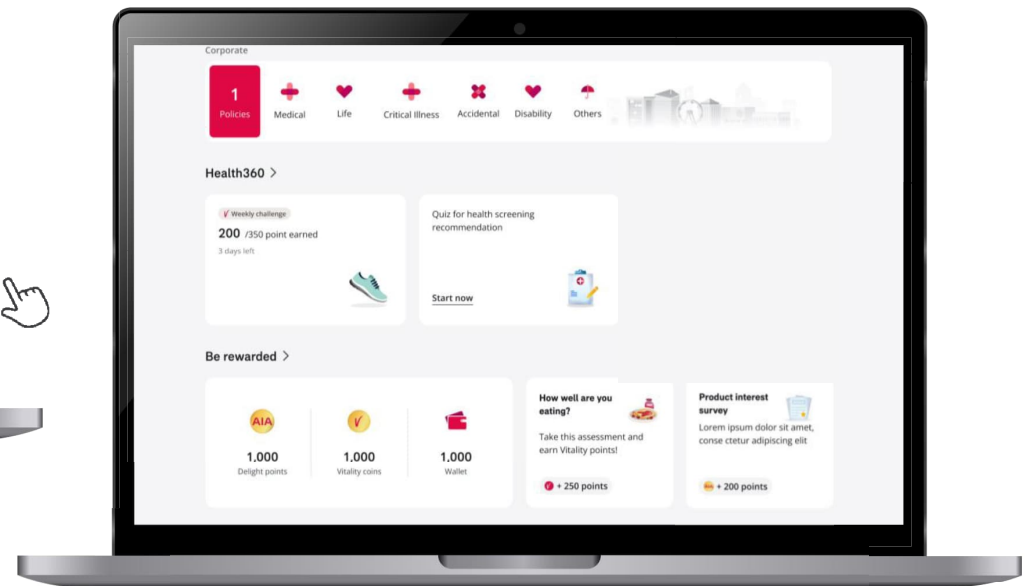 Corporate
1
Policies
Medical
Life
Critical Illness
Accidental
Disability
Others
Health360 >
Weekly challenge
200 /350 point earned
3 days left
Quiz for health screening
recommendation
Start now
Be rewarded >
AIA
1,000
Delight points
1,000
Vitality coins
1,000
Wallet
How well are you
eating?
Take this assessment and
earn Vitality points!
+ 250 points
Product interest
survey
Lorem ipsum dolor sit amet,
conse ctetur adipiscing elit
AIA + 200 points